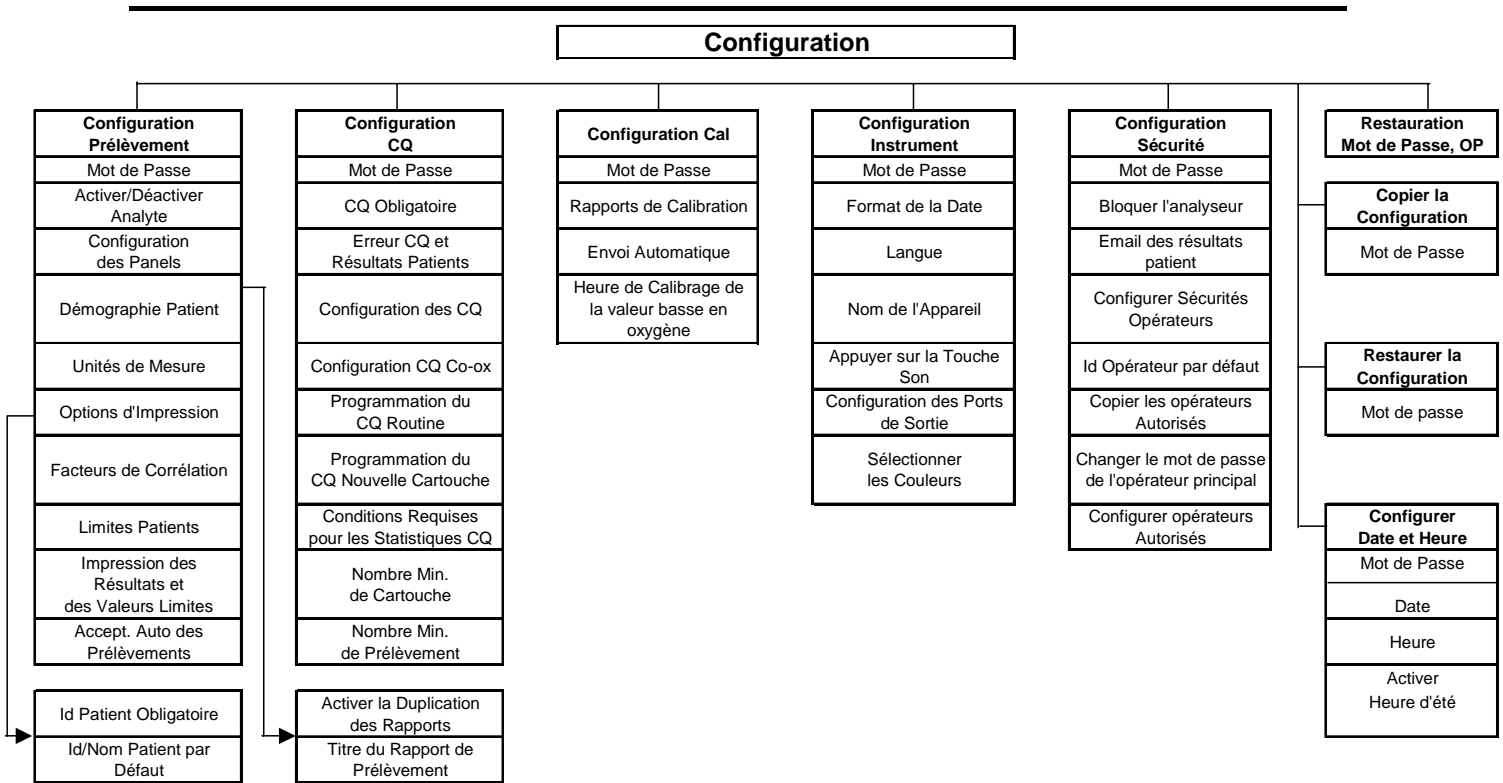 Configuration
Configuration
Prélèvement
Mot de Passe
Activer/Déactiver
Analyte
Configuration
des Panels
Démographie Patient
Unités de Mesure
Options d'Impression
Facteurs de Corrélation
Limites Patients
Impression des
Résultats et
des Valeurs Limites
Accept. Auto des
Prélèvements
Id Patient Obligatoire
Id/Nom Patient par
Défaut
Configuration
CQ
Mot de Passe
CQ Obligatoire
Erreur CQ et
Résultats Patients
Configuration des CQ
Configuration CQ Co-ox
Programmation du
CQ Routine
Programmation du
CQ Nouvelle Cartouche
Conditions Requises
pour les Statistiques CQ
Nombre Min.
de Cartouche
Nombre Min.
de Prélèvement
Activer la Duplication
des Rapports
Titre du Rapport de
Prélèvement
Configuration Cal
Mot de Passe
Rapports de Calibration
Envoi Automatique
Heure de Calibrage de
la valeur basse en
oxygène
Configuration
Instrument
Mot de Passe
Format de la Date
Langue
Nom de l'Appareil
Appuyer sur la Touche
Son
Configuration des Ports
de Sortie
Sélectionner
les Couleurs
Configuration
Sécurité
Mot de Passe
Bloquer l'analyseur
Email des résultats
patient
Configurer Sécurités
Opérateurs
Id Opérateur par défaut
Copier les opérateurs
Autorisés
Changer le mot de passe
de l'opérateur principal
Configurer opérateurs
Autorisés
Restauration
Mot de Passe, OP
Copier la
Configuration
Mot de Passe
Restaurer la
Configuration
Mot de passe
Configurer
Date et Heure
Mot de Passe
Date
Heure
Activer
Heure d'été